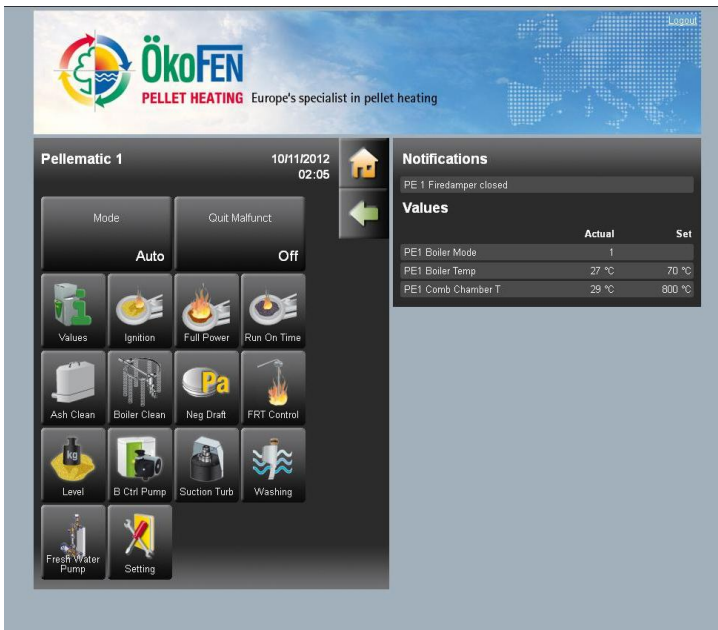 Logout
ÖkoFEN
PELLET HEATING Europe's specialist in pellet heating
Pellematic 1
10/11/2012
02:05
Mode
Auto
Quit Malfunct
Off
Values
Ignition
Full Power
Run On Time
Ash Clean
Boiler Clean
Pa
Neg Draft
FRT Control
kg
Level
B Ctrl Pump
Suction Turb
Washing
Fresh Water
Pump
Setting
Notifications
PE 1 Firedamper closed
Values
Actual Set
PE1 Boiler Mode 1
PE1 Boiler Temp 27 °C 70 °C
PE1 Comb Chamber T 29 °C 800 °C